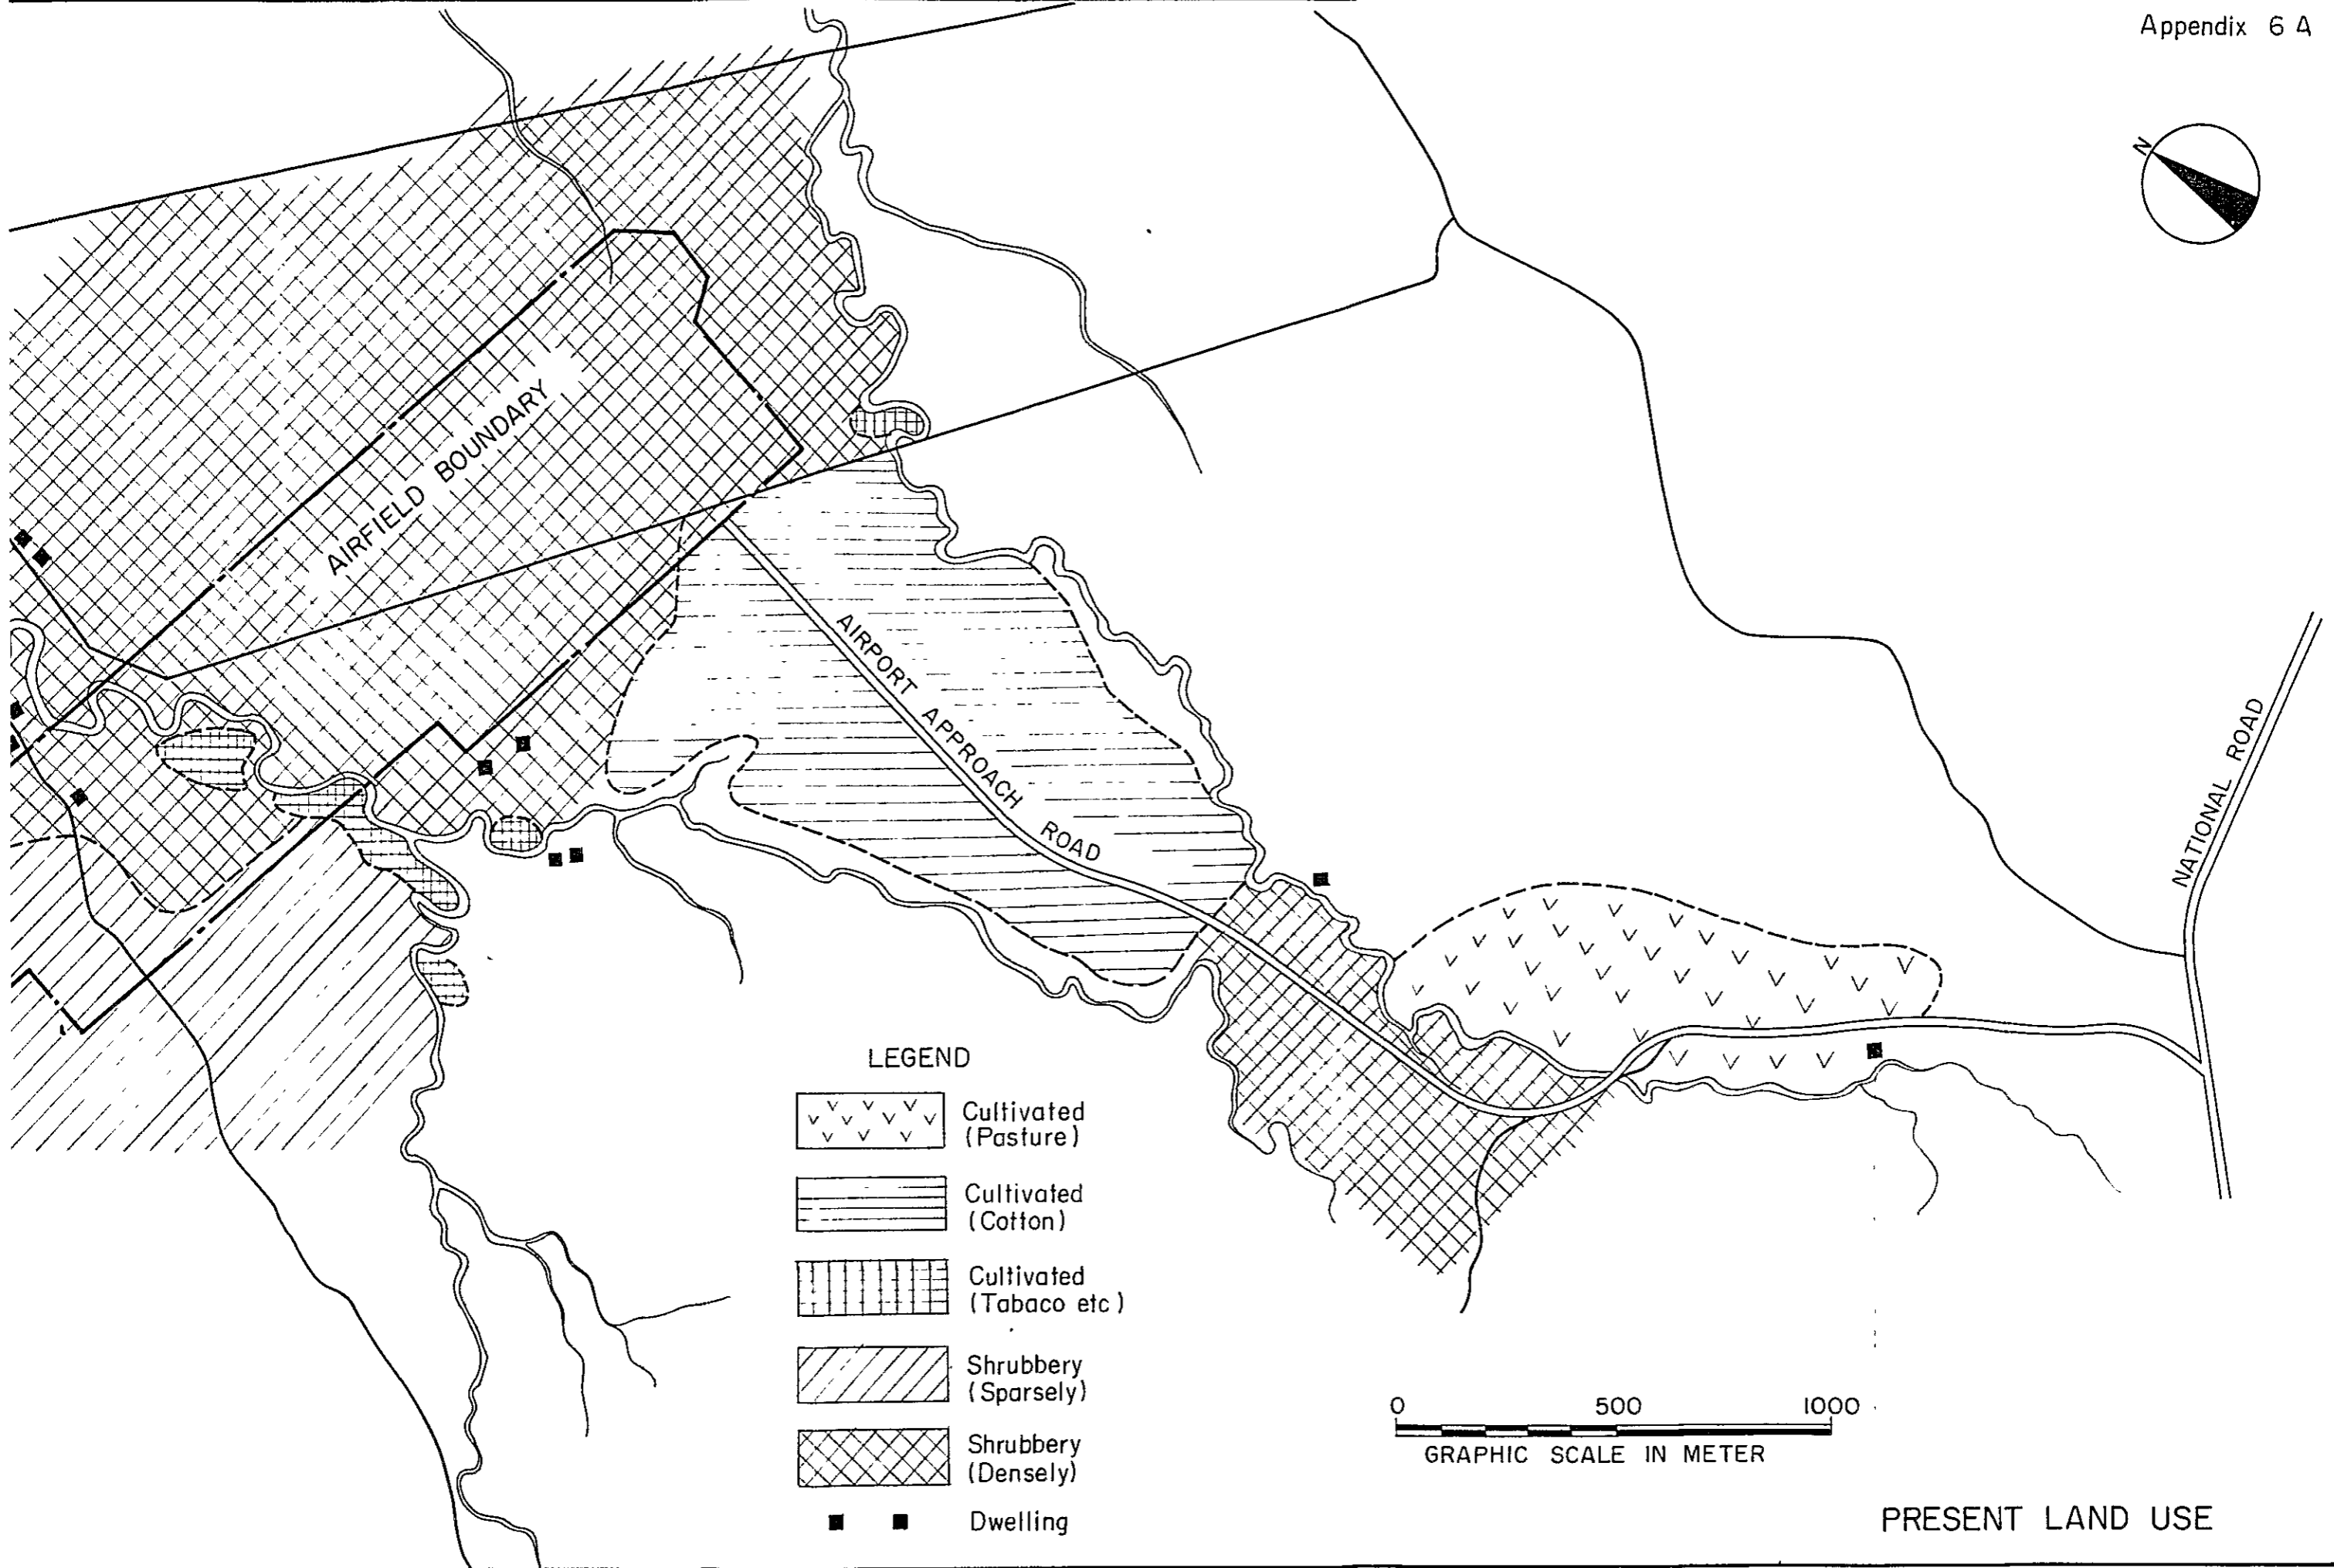 Appendix 6 A
N
AIRFIELD BOUNDARY
AIRPORT APPROACH ROAD
NATIONAL ROAD
LEGEND
Cultivated
(Pasture)
Cultivated
(Cotton)
Cultivated
(Tabaco etc)
Shrubbery
(Sparsely)
Shrubbery
(Densely)
Dwelling
0 500 1000
GRAPHIC SCALE IN METER
PRESENT LAND USE